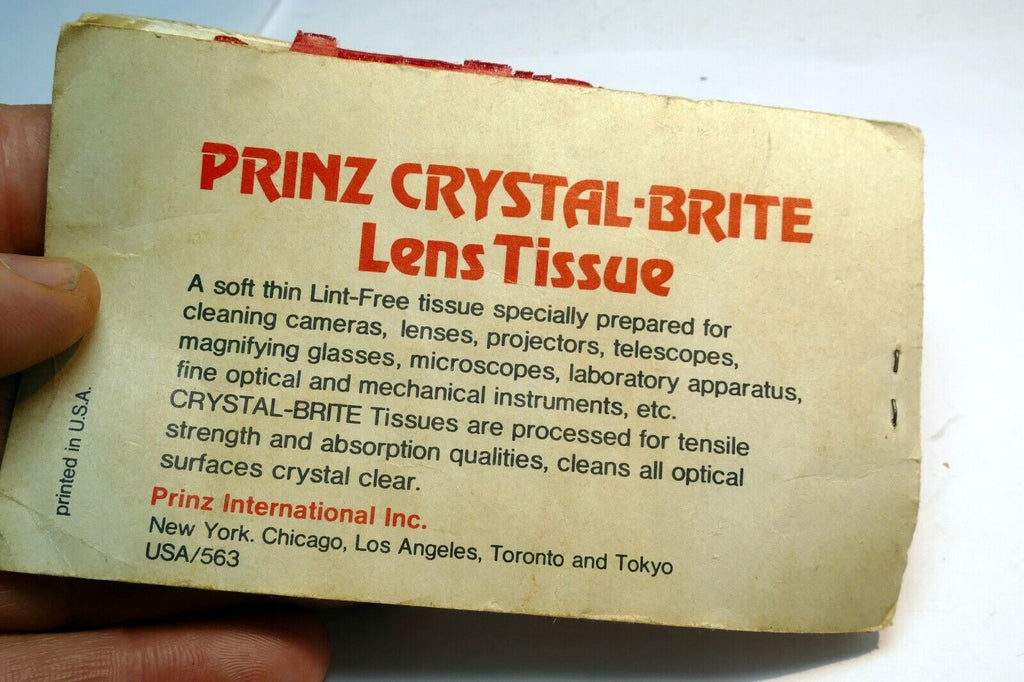 PRINZ CRYSTAL-BRITE
Lens Tissue
A soft thin Lint-Free tissue specially prepared for
cleaning cameras, lenses, projectors, telescopes,
magnifying glasses, microscopes, laboratory apparatus,
fine optical and mechanical instruments, etc.
CRYSTAL-BRITE Tissues are processed for tensile
strength and absorption qualities, cleans all optical
surfaces crystal clear.
Prinz International Inc.
New York. Chicago, Los Angeles, Toronto and Tokyo
USA/563
printed in U.S.A.